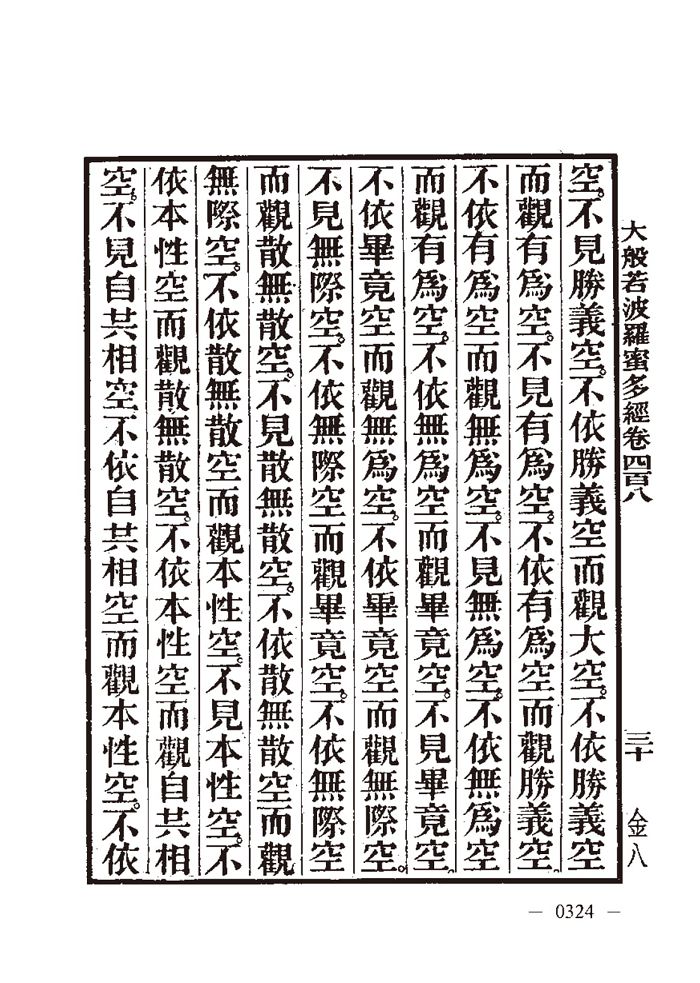 大般若波羅蜜多經卷四百八 三十 金八
空。不見勝義空。不依勝義空而觀大空。不依勝義空
而觀有爲空。不見有爲空。不依有爲空而觀勝義空。
不依有爲空而觀無爲空。不見無爲空。不依無爲空
而觀有爲空。不依無爲空而觀畢竟空。不見畢竟空。
不依畢竟空而觀無爲空。不依畢竟空而觀無際空。
不見無際空。不依無際空而觀畢竟空。不依無際空
而觀散無散空。不見散無散空。不依散無散空而觀
無際空。不依散無散空而觀本性空。不見本性空。不
依本性空而觀散無散空。不依本性空而觀自共相
空。不見自共相空不依自共相空而觀本性空。不依
— 0324 —